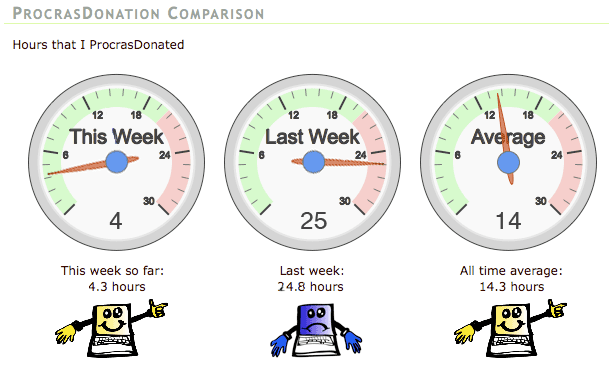 ProcrasDonation Comparison
Hours that I ProcrasDonated
6 12 18 24 30
This Week
4
6 12 18 24 30
Last Week
25
6 12 18 24 30
Average
14
This week so far:
4.3 hours
Last week:
24.8 hours
All time average:
14.3 hours